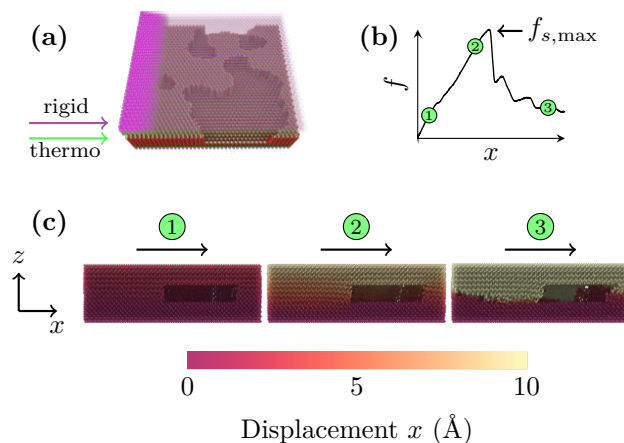 (a)
rigid
thermo
(b)
f_{s,max}
f
1
2
3
x
(c)
1
2
3
z
x
0
5
10
Displacement x (Å)